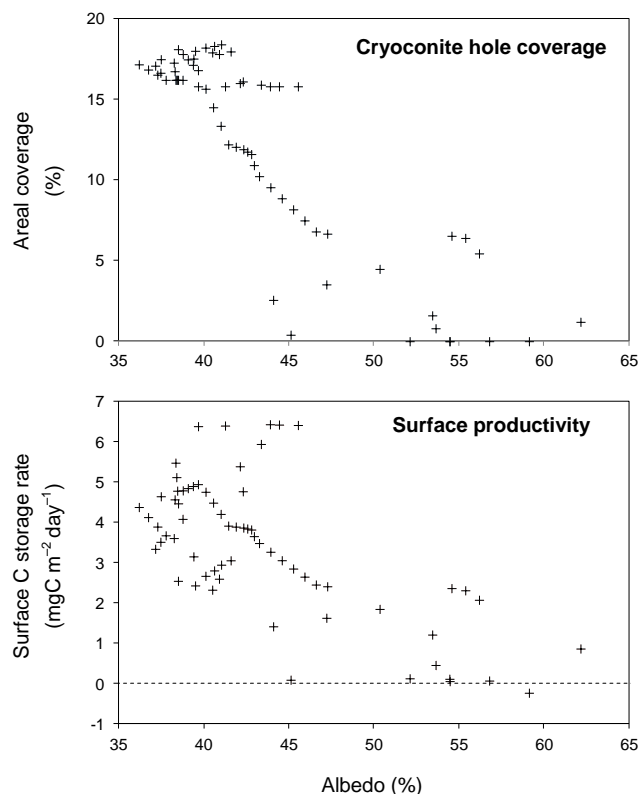 20
15
10
5
0
Cryoconite hole coverage
Areal coverage
(%)
35 40 45 50 55 60 65
7
6
5
4
3
2
1
0
-1
Surface productivity
Surface C storage rate
(mgC m⁻² day⁻¹)
35 40 45 50 55 60 65
Albedo (%)